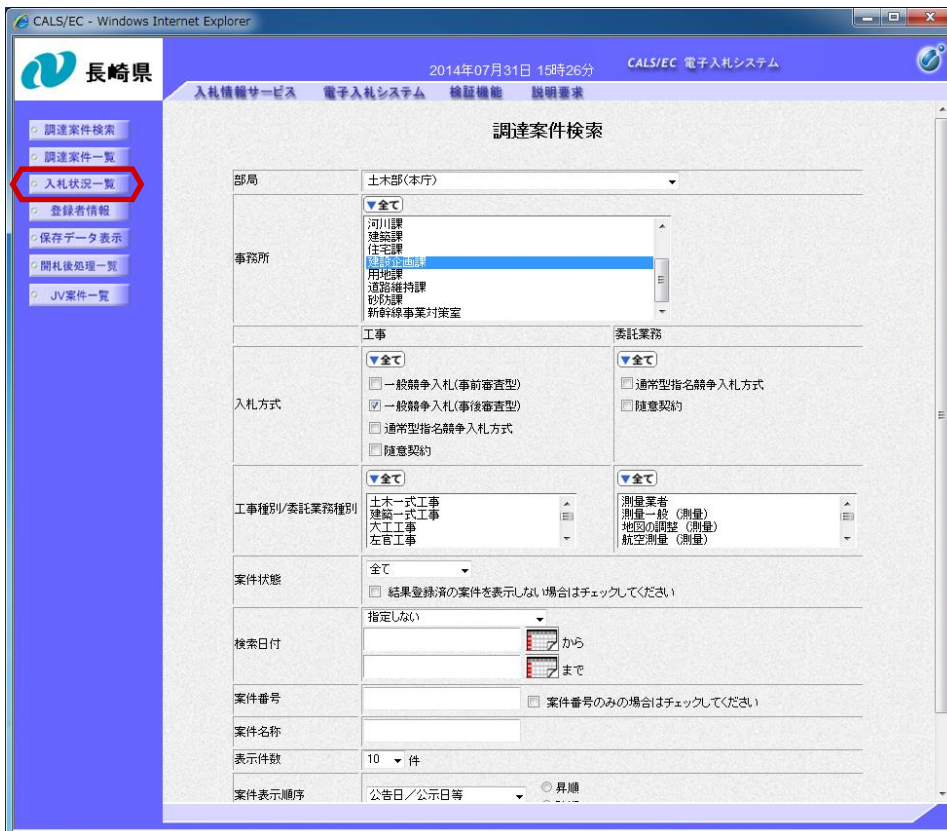 CALS/EC - Windows Internet Explorer
長崎県
2014年07月31日 15時26分
CALS/EC 電子入札システム
入札情報サービス 電子入札システム 検証機能 説明要求
調達案件検索
調達案件一覧
入札状況一覧
登録者情報
保存データ表示
開札後処理一覧
JV案件一覧
調達案件検索
部局 土木部(本庁)
事務所
▼全て
河川課
建築課
住宅課
建設企画課
用地課
道路維持課
砂防課
新幹線事業対策室
工事 委託業務
入札方式
▼全て ▼全て
一般競争入札(事前審査型) 通常型指名競争入札方式
一般競争入札(事後審査型) 随意契約
通常型指名競争入札方式
随意契約
工事種別/委託業務種別
▼全て ▼全て
土木一式工事 測量業者
建築一式工事 測量一般 (測量)
大工工事 地図の調整 (測量)
左官工事 航空測量 (測量)
案件状態 全て
結果登録済の案件を表示しない場合はチェックしてください
検索日付 指定しない
から
まで
案件番号 案件番号のみの場合はチェックしてください
案件名称
表示件数 10 件
案件表示順序 公告日/公示日等 昇順